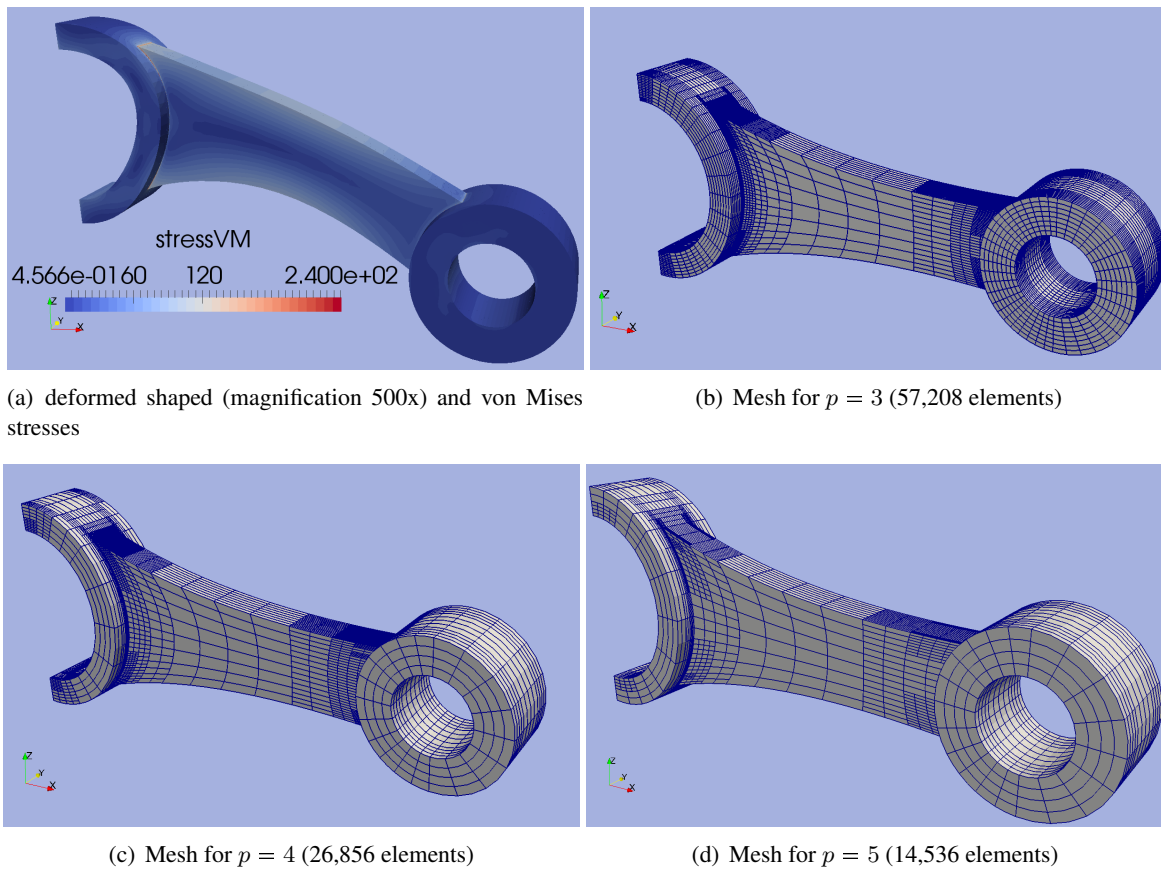 stressVM
4.566e-0160 120 2.400e+02
Z
Y
X
Z
Y
X
(a) deformed shaped (magnification 500x) and von Mises
stresses
(b) Mesh for p = 3 (57,208 elements)
Z
Y
X
Z
Y
X
(c) Mesh for p = 4 (26,856 elements)
(d) Mesh for p = 5 (14,536 elements)